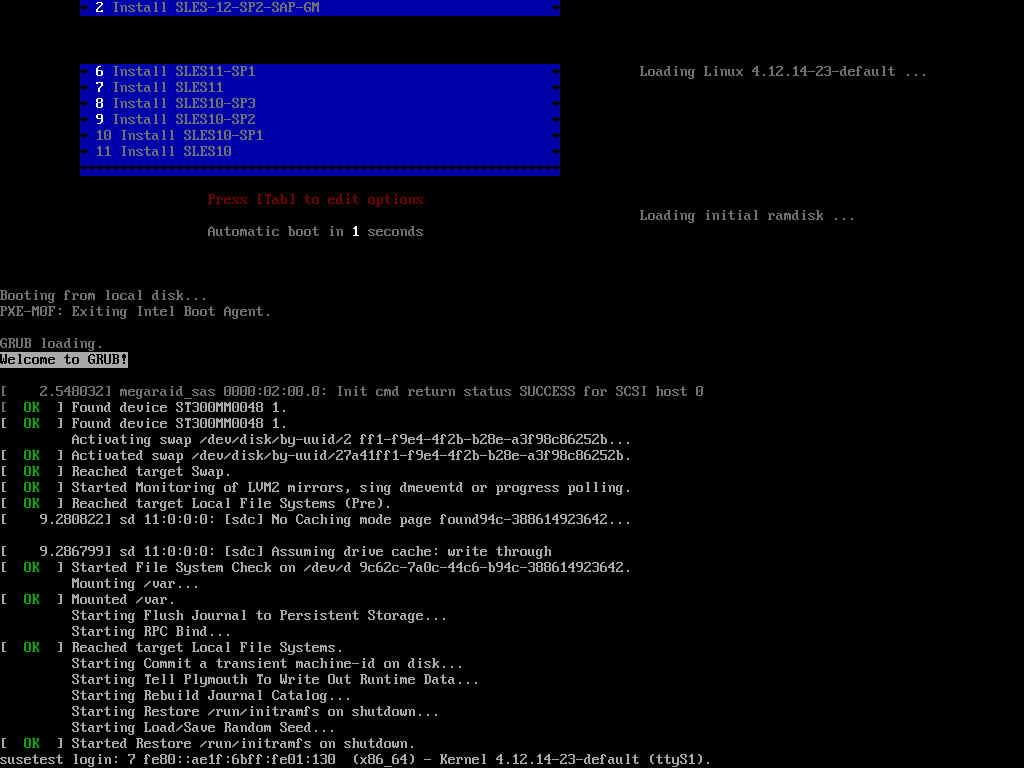 2 Install SLES-12-SP2-SAP-GM
6 Install SLES11-SP1
Loading Linux 4.12.14-23-default ...
7 Install SLES11
8 Install SLES10-SP3
9 Install SLES10-SP2
10 Install SLES10-SP1
11 Install SLES10
Press [Tab] to edit options
Loading initial ramdisk ...
Automatic boot in 1 seconds
Booting from local disk...
PXE-M0F: Exiting Intel Boot Agent.
GRUB loading.
Welcome to GRUB!
[    2.548032] megaraid_sas 0000:02:00.0: Init cmd return status SUCCESS for SCSI host 0
[  OK  ] Found device ST300MM0048 1.
[  OK  ] Found device ST300MM0048 1.
Activating swap /dev/disk/by-uuid/2 ff1-f9e4-4f2b-b28e-a3f98c86252b...
[  OK  ] Activated swap /dev/disk/by-uuid/27a41ff1-f9e4-4f2b-b28e-a3f98c86252b.
[  OK  ] Reached target Swap.
[  OK  ] Started Monitoring of LVM2 mirrors, sing dmeventd or progress polling.
[  OK  ] Reached target Local File Systems (Pre).
[    9.280822] sd 11:0:0:0: [sdc] No Caching mode page found94c-388614923642...
[    9.286799] sd 11:0:0:0: [sdc] Assuming drive cache: write through
[  OK  ] Started File System Check on /dev/d 9c62c-7a0c-44c6-b94c-388614923642.
Mounting /var...
[  OK  ] Mounted /var.
Starting Flush Journal to Persistent Storage...
Starting RPC Bind...
[  OK  ] Reached target Local File Systems.
Starting Commit a transient machine-id on disk...
Starting Tell Plymouth To Write Out Runtime Data...
Starting Rebuild Journal Catalog...
Starting Restore /run/initramfs on shutdown...
Starting Load/Save Random Seed...
[  OK  ] Started Restore /run/initramfs on shutdown.
susetest login: 7 fe80::ae1f:6bff:fe01:130  (x86_64) - Kernel 4.12.14-23-default (ttyS1).